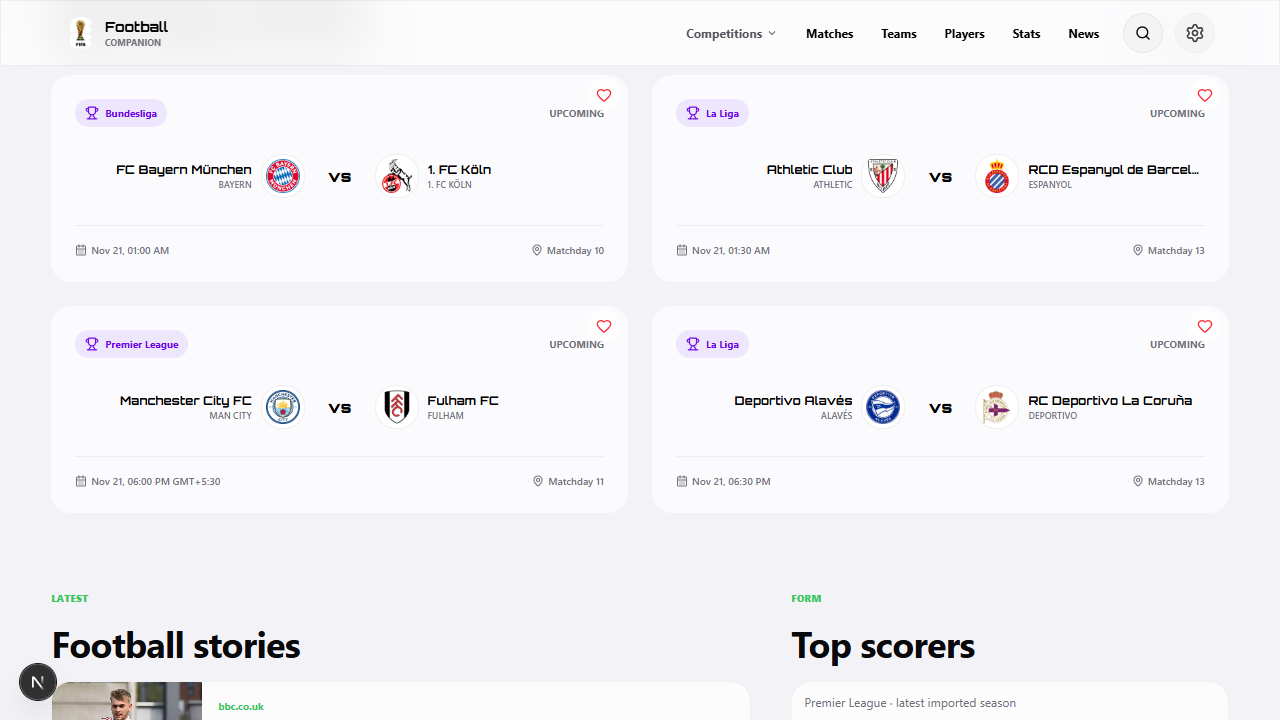 Football
COMPANION
Competitions
Matches
Teams
Players
Stats
News
Bundesliga
UPCOMING
FC Bayern München
BAYERN
VS
1. FC Köln
1. FC KÖLN
Nov 21, 01:00 AM
Matchday 10
La Liga
UPCOMING
Athletic Club
ATHLETIC
VS
RCD Espanyol de Barcel...
ESPANYOL
Nov 21, 01:30 AM
Matchday 13
Premier League
UPCOMING
Manchester City FC
MAN CITY
VS
Fulham FC
FULHAM
Nov 21, 06:00 PM GMT+5:30
Matchday 11
La Liga
UPCOMING
Deportivo Alavés
ALAVÉS
VS
RC Deportivo La Coruña
DEPORTIVO
Nov 21, 06:30 PM
Matchday 13
LATEST
Football stories
bbc.co.uk
FORM
Top scorers
Premier League · latest imported season
N